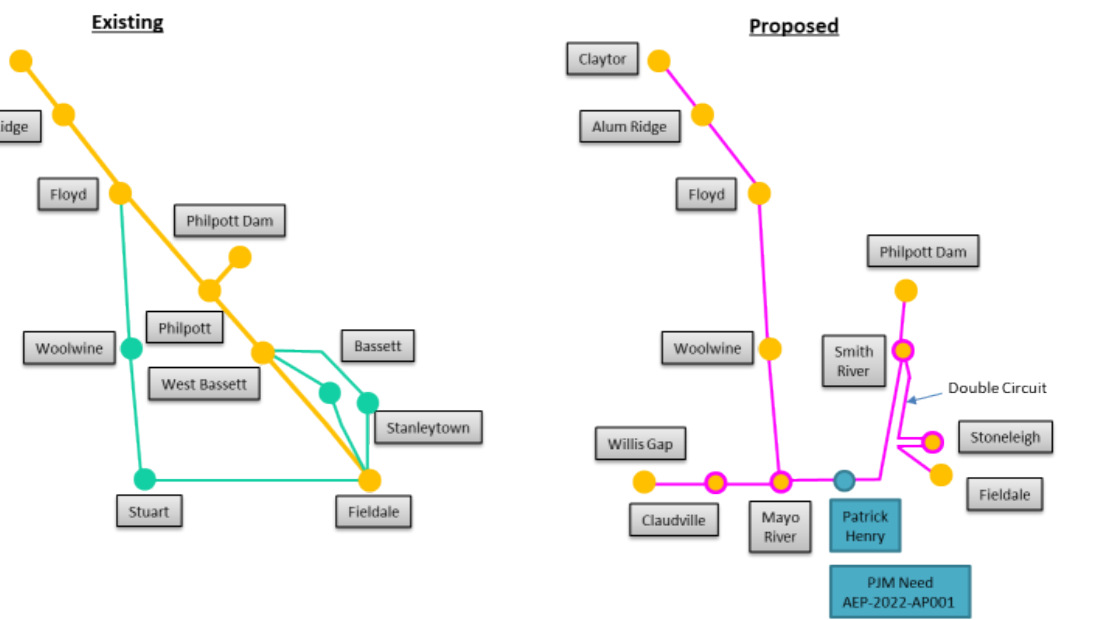 Existing
Proposed
Claytor
idge
Alum Ridge
Floyd
Floyd
Philpott Dam
Philpott Dam
Philpott
Woolwine
Bassett
Woolwine
Smith
River
West Bassett
Double Circuit
Stanleytown
Willis Gap
Stoneleigh
Fieldale
Stuart
Fieldale
Claudville
Mayo
River
Patrick
Henry
PJM Need
AEP-2022-AP001